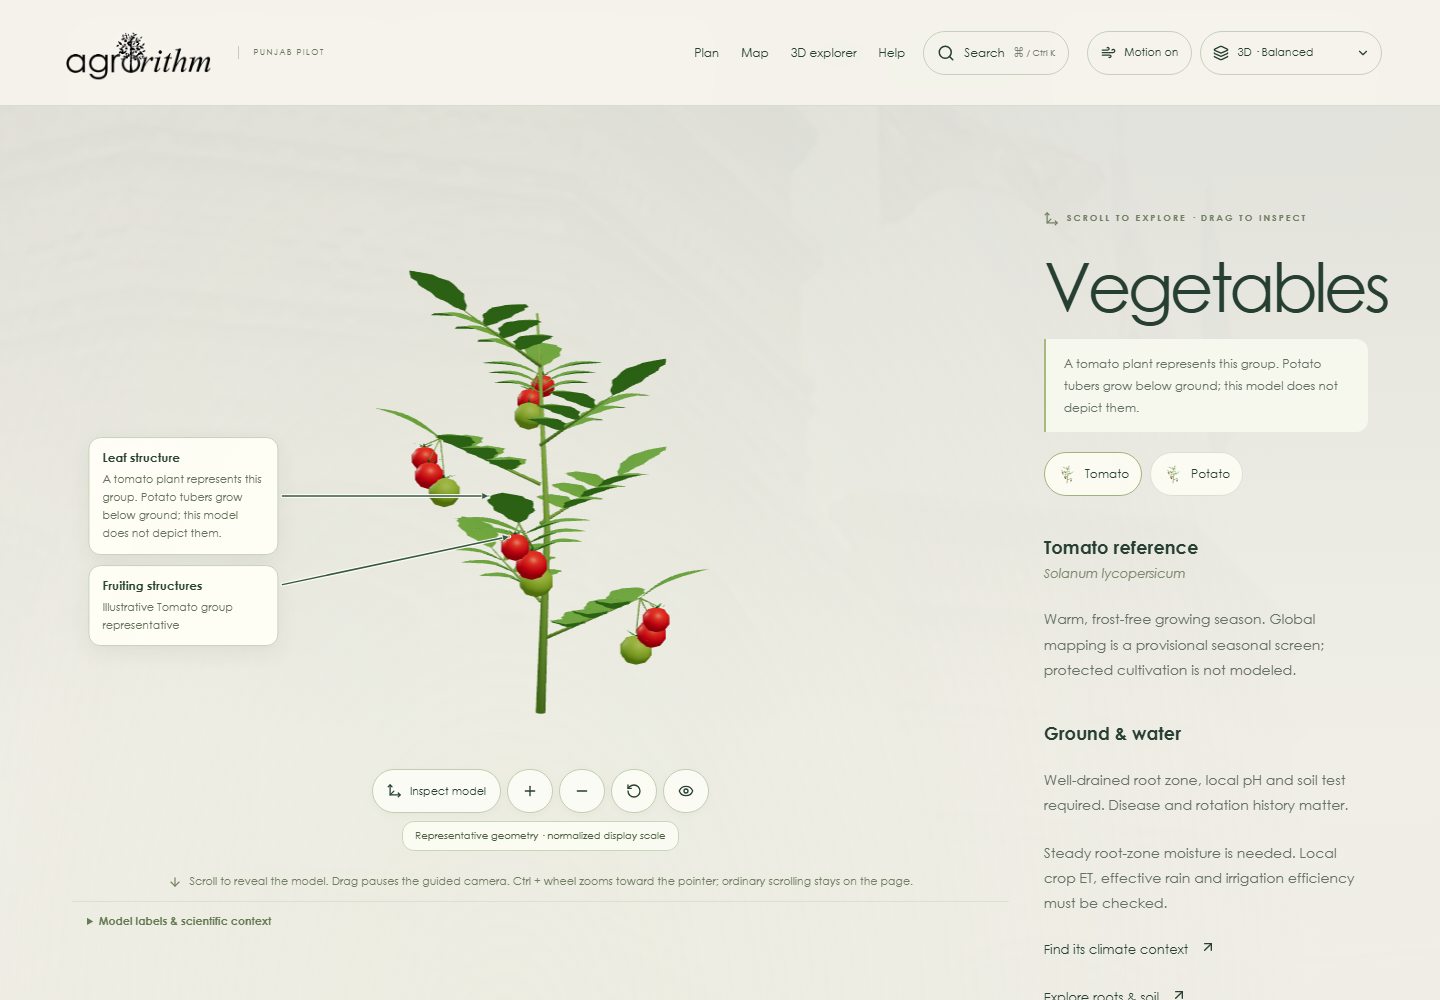 agrorithm
PUNJAB PILOT
Plan
Map
3D explorer
Help
Search ⌘ / Ctrl K
Motion on
3D · Balanced
SCROLL TO EXPLORE · DRAG TO INSPECT
Vegetables
A tomato plant represents this group. Potato
tubers grow below ground; this model does not
depict them.
Tomato
Potato
Leaf structure
A tomato plant represents this
group. Potato tubers grow
below ground; this model
does not depict them.
Fruiting structures
Illustrative Tomato group
representative
Tomato reference
Solanum lycopersicum
Warm, frost-free growing season. Global
mapping is a provisional seasonal screen;
protected cultivation is not modeled.
Ground & water
Well-drained root zone, local pH and soil test
required. Disease and rotation history matter.
Steady root-zone moisture is needed. Local
crop ET, effective rain and irrigation efficiency
must be checked.
Find its climate context
Explore roots & soil
Inspect model
Representative geometry · normalized display scale
Scroll to reveal the model. Drag pauses the guided camera. Ctrl + wheel zooms toward the pointer; ordinary scrolling stays on the page.
Model labels & scientific context